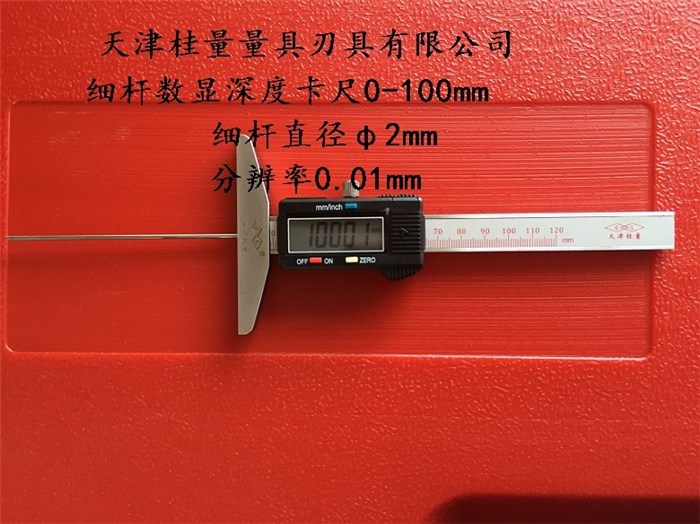 天津桂量量具刃具有限公司
细杆数显深度卡尺0-100mm
细杆直径φ2mm
分辨率0.01mm
mm/inch
100.01
OFF ON ZERO
0
70 80 90 100 110 120
mm
天津桂量